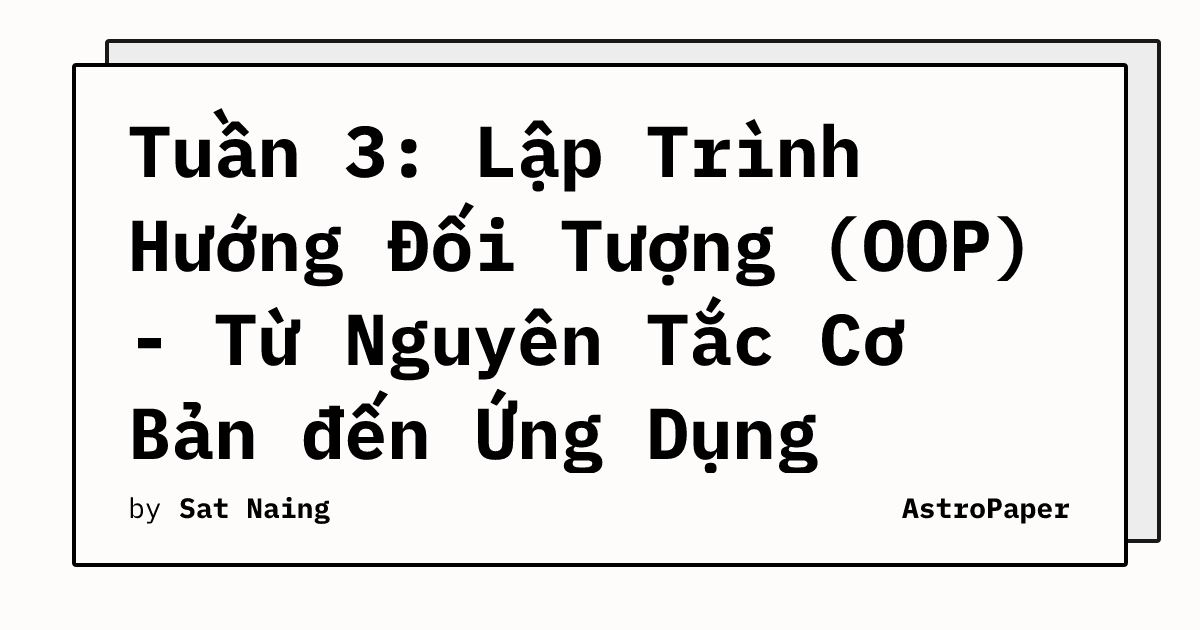 Tuần 3: Lập Trình
Hướng Đối Tượng (OOP)
- Từ Nguyên Tắc Cơ
Bản đến Ứng Dụng
by Sat Naing
AstroPaper